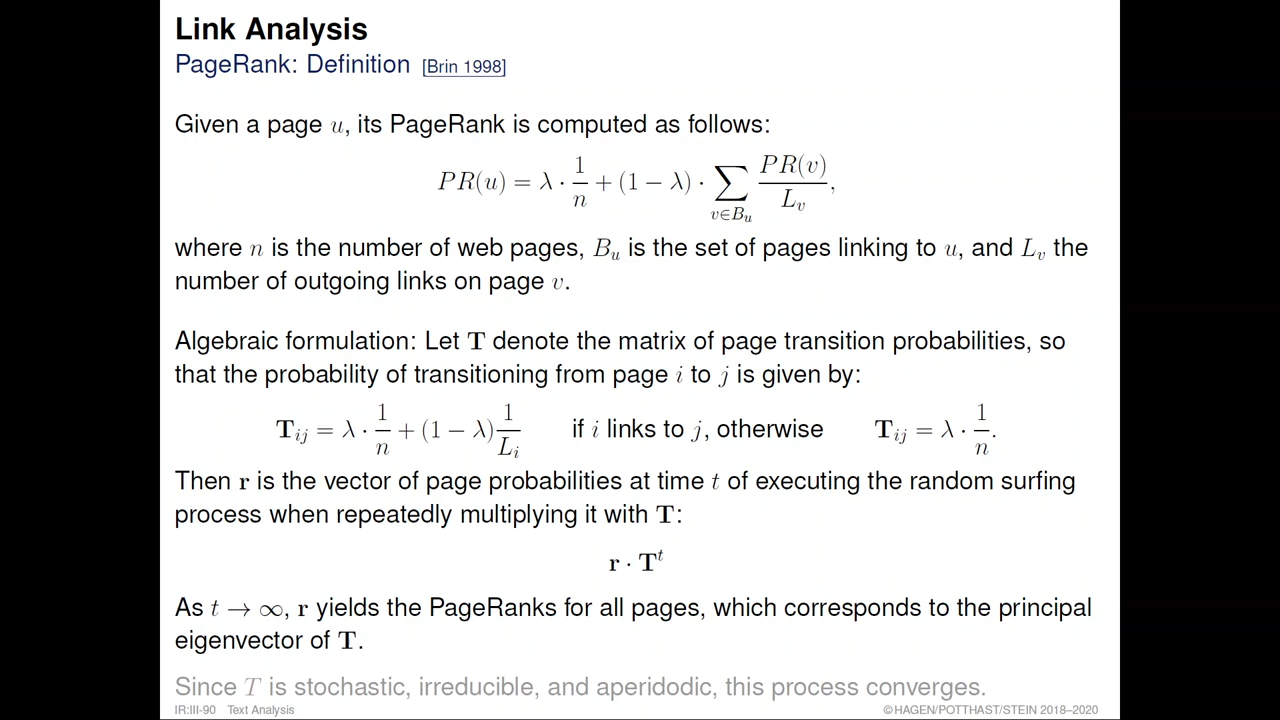 Link Analysis
PageRank: Definition [Brin 1998]
Given a page u, its PageRank is computed as follows:
PR(u) = λ · 1/n + (1 − λ) · ∑_{v∈B_u} PR(v)/L_v,
where n is the number of web pages, B_u is the set of pages linking to u, and L_v the
number of outgoing links on page v.
Algebraic formulation: Let T denote the matrix of page transition probabilities, so
that the probability of transitioning from page i to j is given by:
T_ij = λ · 1/n + (1 − λ) 1/L_i if i links to j, otherwise T_ij = λ · 1/n.
Then r is the vector of page probabilities at time t of executing the random surfing
process when repeatedly multiplying it with T:
r · T^t
As t → ∞, r yields the PageRanks for all pages, which corresponds to the principal
eigenvector of T.
Since T is stochastic, irreducible, and aperidodic, this process converges.
IR:III-90 Text Analysis ©HAGEN/POTTHAST/STEIN 2018–2020